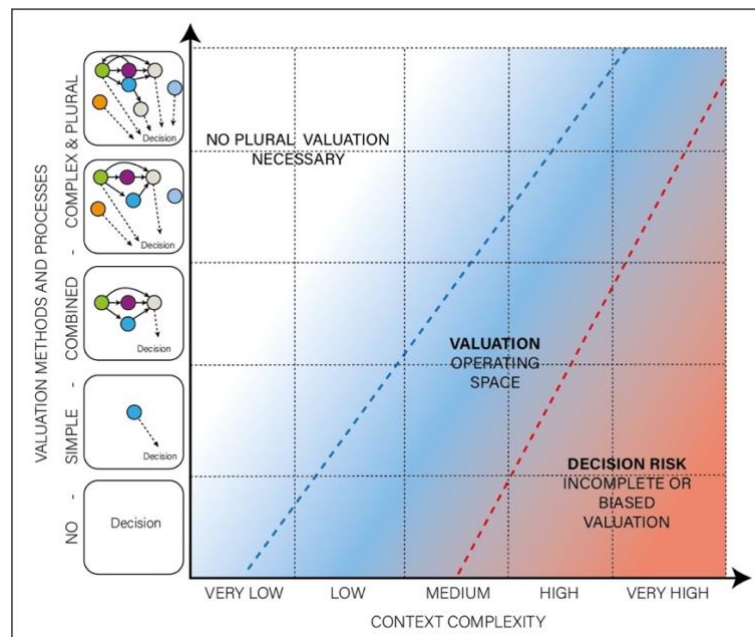 VALUATION METHODS AND PROCESSES
NO - SIMPLE - COMBINED - COMPLEX & PLURAL
Decision
Decision
Decision
Decision
Decision
NO PLURAL VALUATION
NECESSARY
VALUATION
OPERATING
SPACE
DECISION RISK
INCOMPLETE OR
BIASED
VALUATION
VERY LOW
LOW
MEDIUM
HIGH
VERY HIGH
CONTEXT COMPLEXITY